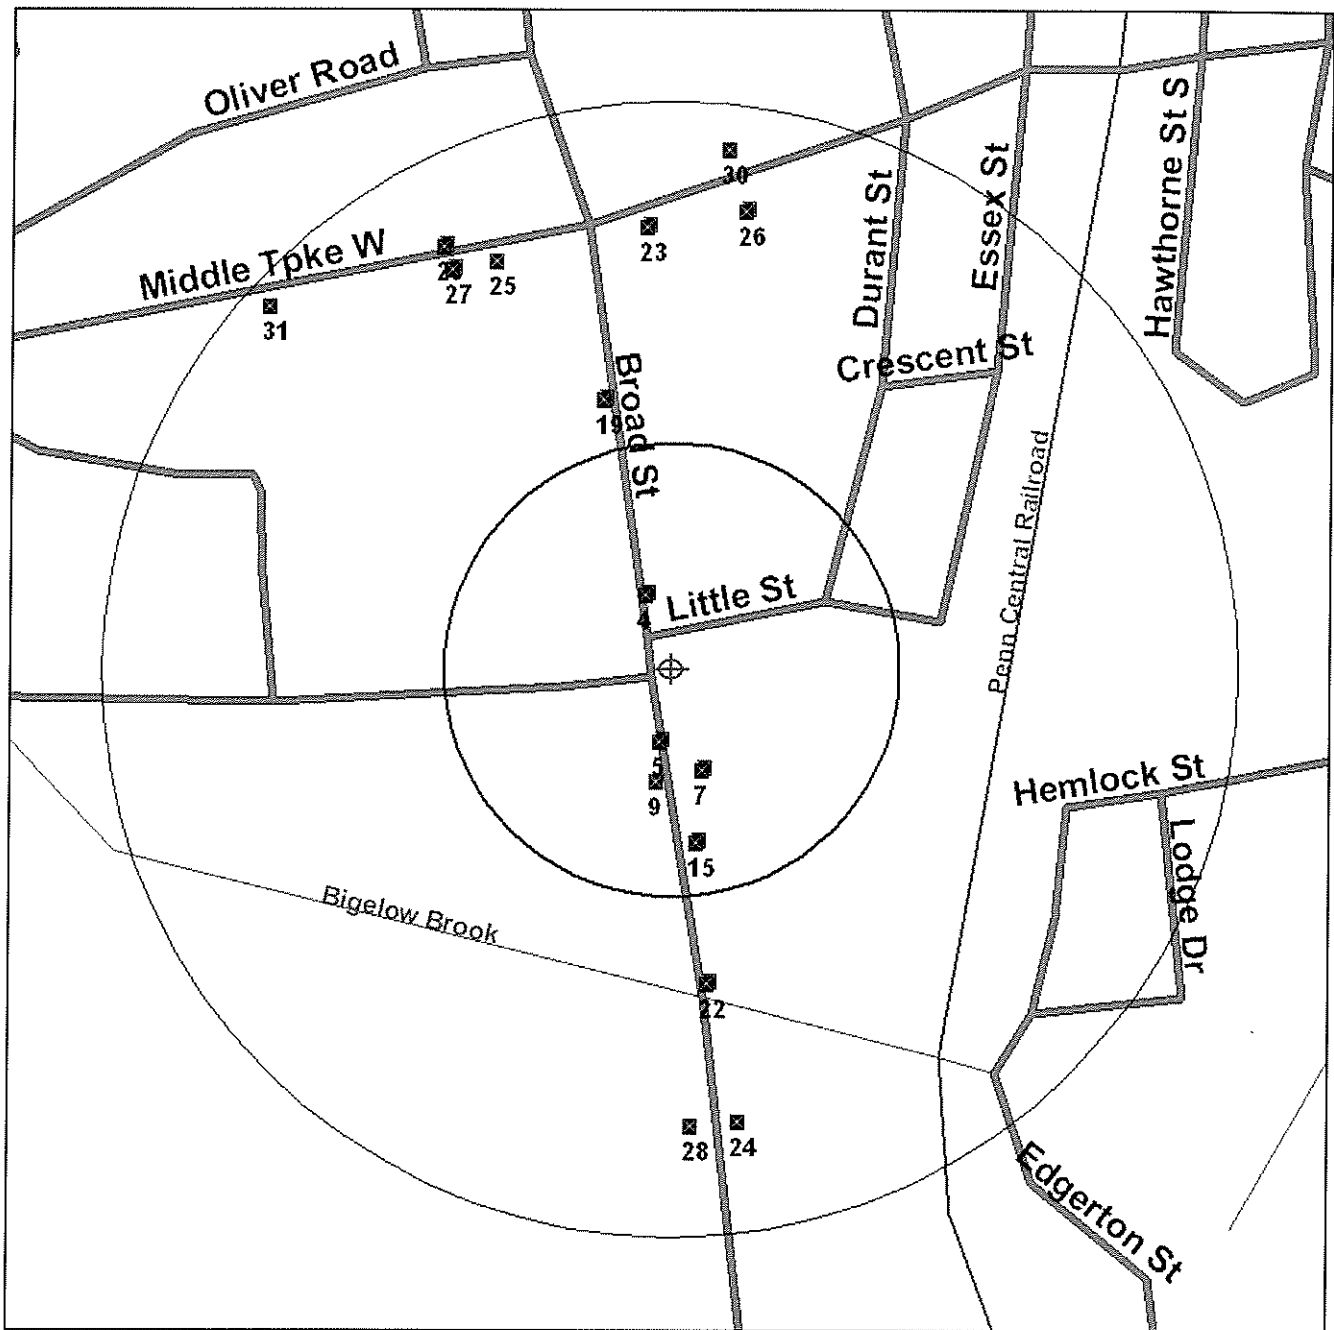 Oliver Road
Hawthorne St S
Essex St
Durant St
30
26
23
Middle Tpke W
25
27
31
Crescent St
Broad St
19
Penn Central Railroad
Little St
4
5
7
9
Hemlock St
15
Lodge Dr
Bigelow Brook
22
28
24
Edgerton St